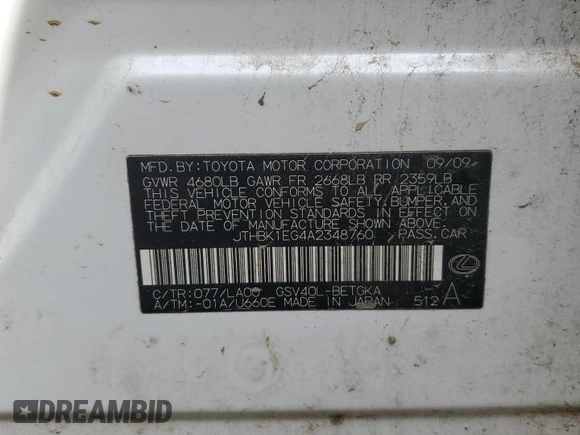 MFD. BY: TOYOTA MOTOR CORPORATION 09/09
GVWR 4680LB GAWR FR 2668LB RR 2359LB
THIS VEHICLE CONFORMS TO ALL APPLICABLE
FEDERAL MOTOR VEHICLE SAFETY,BUMPER,AND
THEFT PREVENTION STANDARDS IN EFFECT ON
THE DATE OF MANUFACTURE SHOWN ABOVE.
JTHBK1EG4A2348760 PASS.CAR
C/TR:077/LA00 GSV40L-BETGKA
A/TM:-01A/U660E MADE IN JAPAN 512 A
DREAMBID